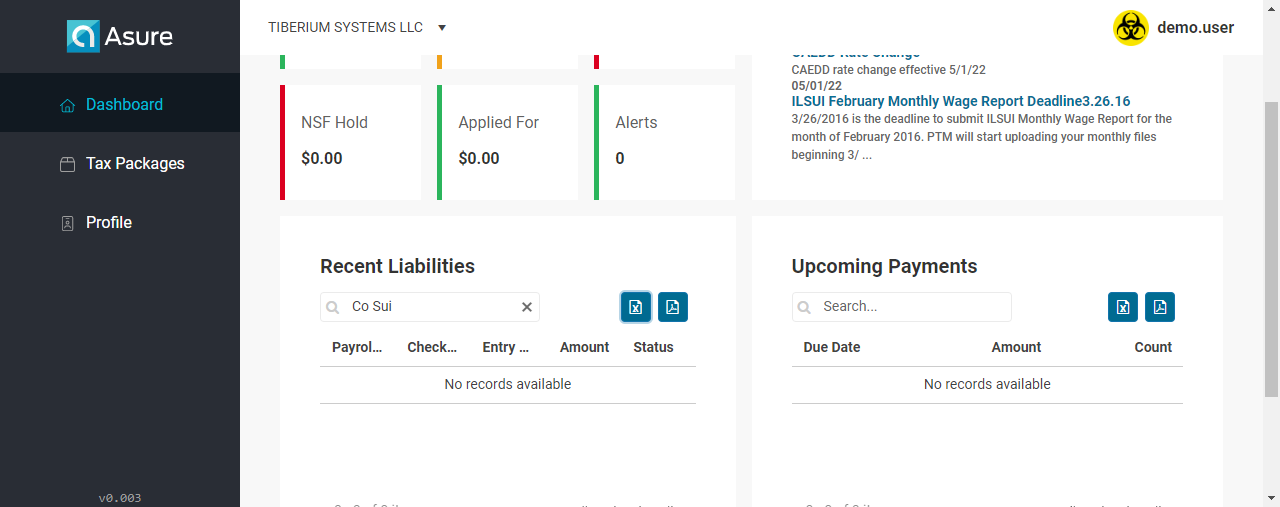 Asure
TIBERIUM SYSTEMS LLC
demo.user
Dashboard
Tax Packages
Profile
v0.003
NSF Hold
$0.00
Applied For
$0.00
Alerts
0
CAEDD Rate Change
CAEDD rate change effective 5/1/22
05/01/22
ILSUI February Monthly Wage Report Deadline3.26.16
3/26/2016 is the deadline to submit ILSUI Monthly Wage Report for the
month of February 2016. PTM will start uploading your monthly files
beginning 3/ ...
Recent Liabilities
Co Sui
Payrol... Check... Entry ... Amount Status
No records available
Upcoming Payments
Search...
Due Date Amount Count
No records available